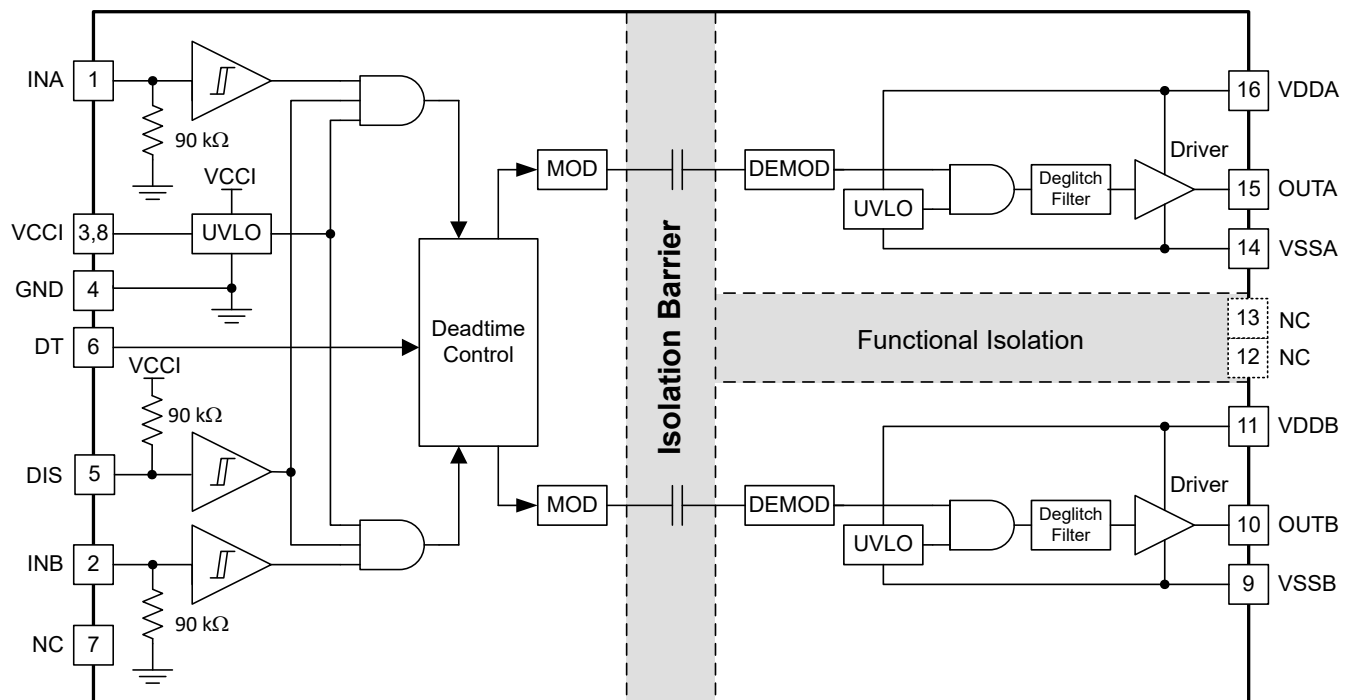 INA 1
90 kΩ
VCCI
VCCI 3,8 UVLO
GND 4
DT 6
VCCI
90 kΩ
DIS 5
INB 2
90 kΩ
NC 7
Deadtime
Control
MOD
MOD
Isolation Barrier
DEMOD
UVLO
Deglitch
Filter
Driver
16 VDDA
15 OUTA
14 VSSA
Functional Isolation
13 NC
12 NC
DEMOD
UVLO
Deglitch
Filter
Driver
11 VDDB
10 OUTB
9 VSSB